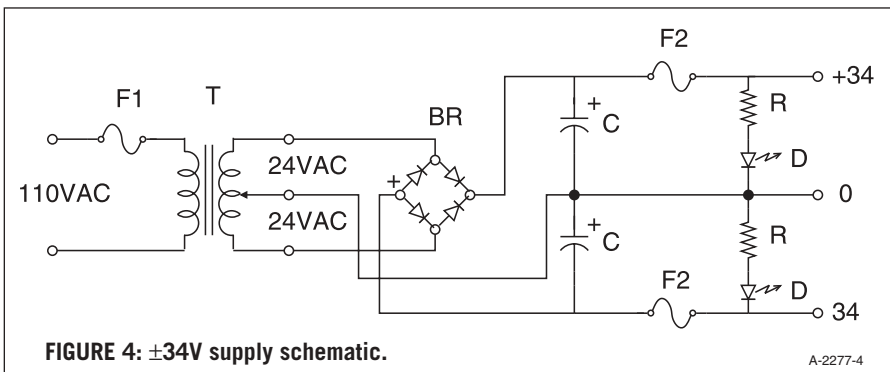 F2
+34
F1
T
BR
+
C
R
D
24VAC
+
110VAC
0
24VAC
+
C
R
F2
D
34
FIGURE 4: ±34V supply schematic.
A-2277-4